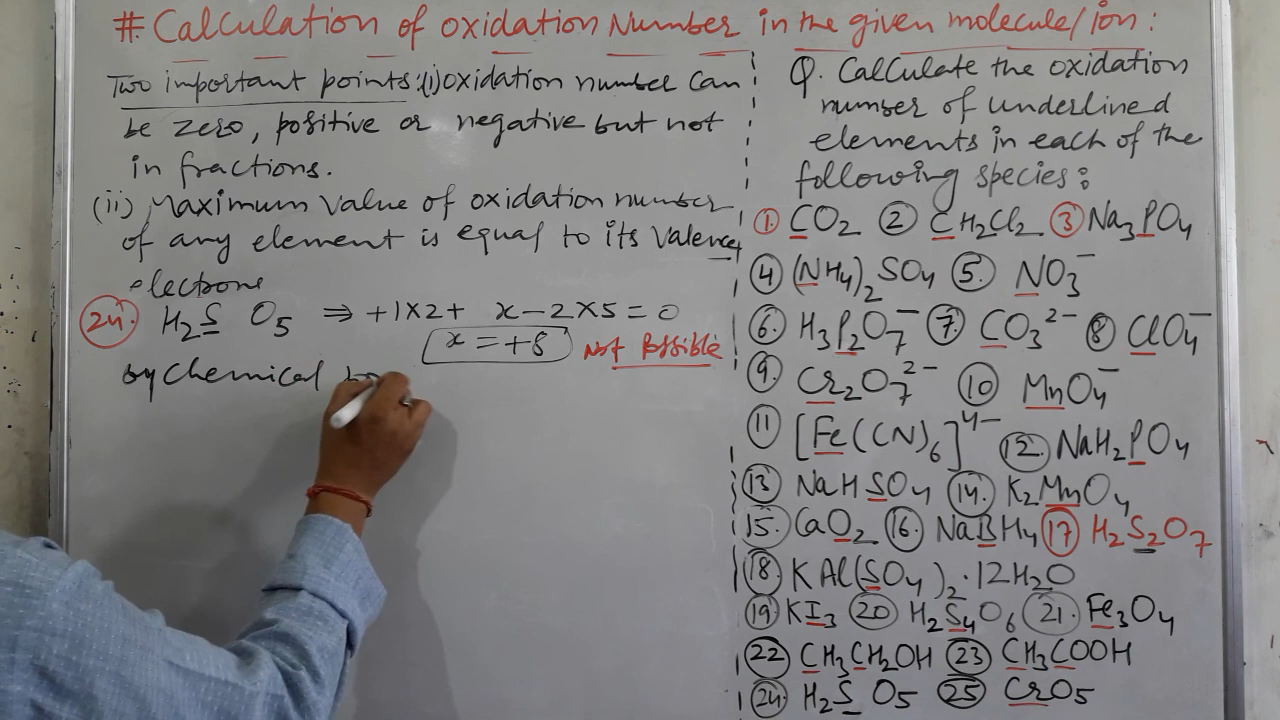 # Calculation of oxidation Number in the given molecule/ion:
Two important points: (i) oxidation number can
be zero, positive or negative but not
in fractions.
(ii) Maximum value of oxidation number
of any element is equal to its valence
electrons
24. H₂S O₅ ⇒ +1×2+ x-2×5=0
x=+8 Not Possible
by chemical
Q. Calculate the oxidation
number of underlined
elements in each of the
following species:
1. CO₂ 2 CH₂Cl₂ 3 Na₃PO₄
4 (NH₄)₂SO₄ 5. NO₃⁻
6. H₃P₂O₇⁻ 7. CO₃²⁻ 8 ClO₄⁻
9 Cr₂O₇²⁻ 10 MnO₄⁻
11 [Fe(CN)₆]⁴⁻ 12. NaH₂PO₄
13 NaHSO₄ 14. K₂MnO₄
15. CaO₂ 16. NaBH₄ 17 H₂S₂O₇
18. KAl(SO₄)₂.12H₂O
19 KI₃ 20 H₂S₄O₆ 21. Fe₃O₄
22 CH₃CH₂OH 23 CH₃COOH
24 H₂S O₅ 25 CrO₅